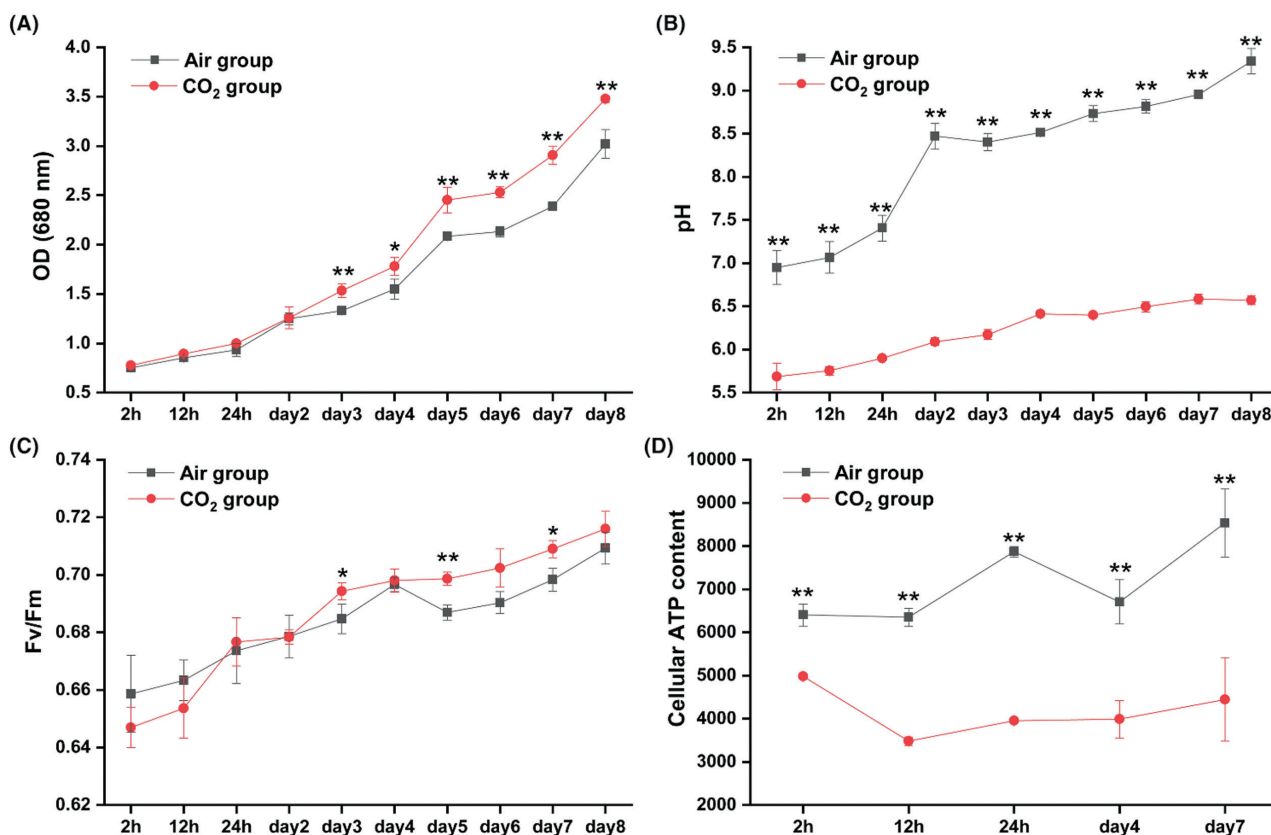 (A)
Air group
CO₂ group
OD (680 nm)
4.0
3.5
3.0
2.5
2.0
1.5
1.0
0.5
** * ** ** ** **
2h 12h 24h day2 day3 day4 day5 day6 day7 day8
(B)
Air group
CO₂ group
pH
9.5
9.0
8.5
8.0
7.5
7.0
6.5
6.0
5.5
** ** ** ** ** ** ** ** ** **
2h 12h 24h day2 day3 day4 day5 day6 day7 day8
(C)
Air group
CO₂ group
Fv/Fm
0.74
0.72
0.70
0.68
0.66
0.64
0.62
* ** *
2h 12h 24h day2 day3 day4 day5 day6 day7 day8
(D)
Air group
CO₂ group
Cellular ATP content
10000
9000
8000
7000
6000
5000
4000
3000
2000
** ** ** ** **
2h 12h 24h day4 day7